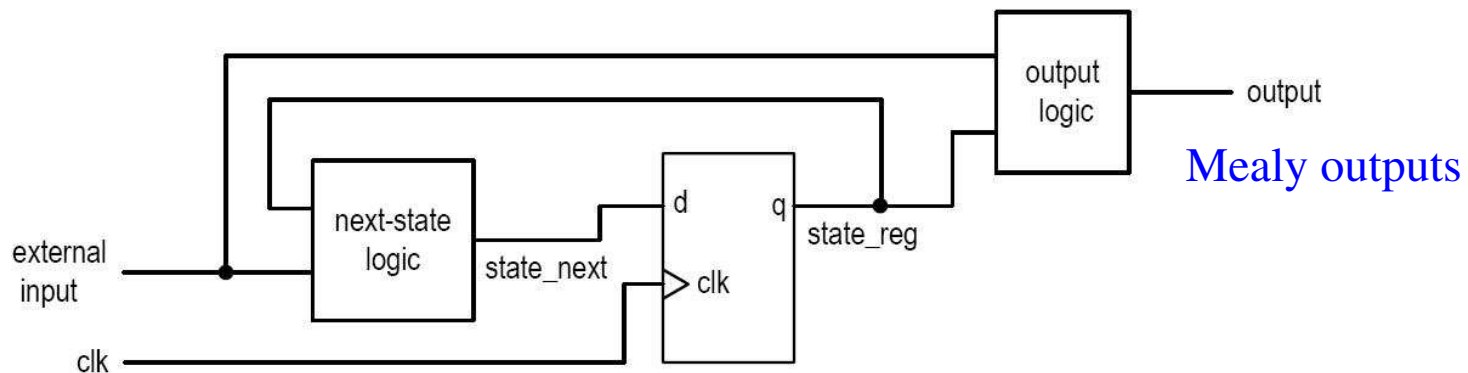 output
logic
output
Mealy outputs
next-state
logic
d
q
state_reg
external
input
state_next
clk
clk